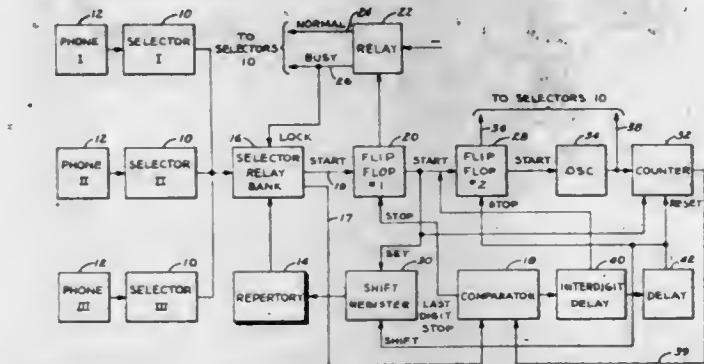 12
PHONE
I
10
SELECTOR
I
TO
SELECTORS
10
NORMAL
24
BUSY
26
22
RELAY
TO SELECTORS 10
36
38
12
PHONE
II
10
SELECTOR
II
LOCK
16
SELECTOR
RELAY
BANK
START
19
20
FLIP
FLOP
#1
START
28
FLIP
FLOP
#2
START
34
OSC
32
COUNTER
17
STOP
STOP
RESET
12
PHONE
III
10
SELECTOR
III
14
REPERTORY
SET
30
SHIFT
REGISTER
LAST
DIGIT
STOP
SHIFT
18
COMPARATOR
40
INTERDIGIT
DELAY
42
DELAY
39